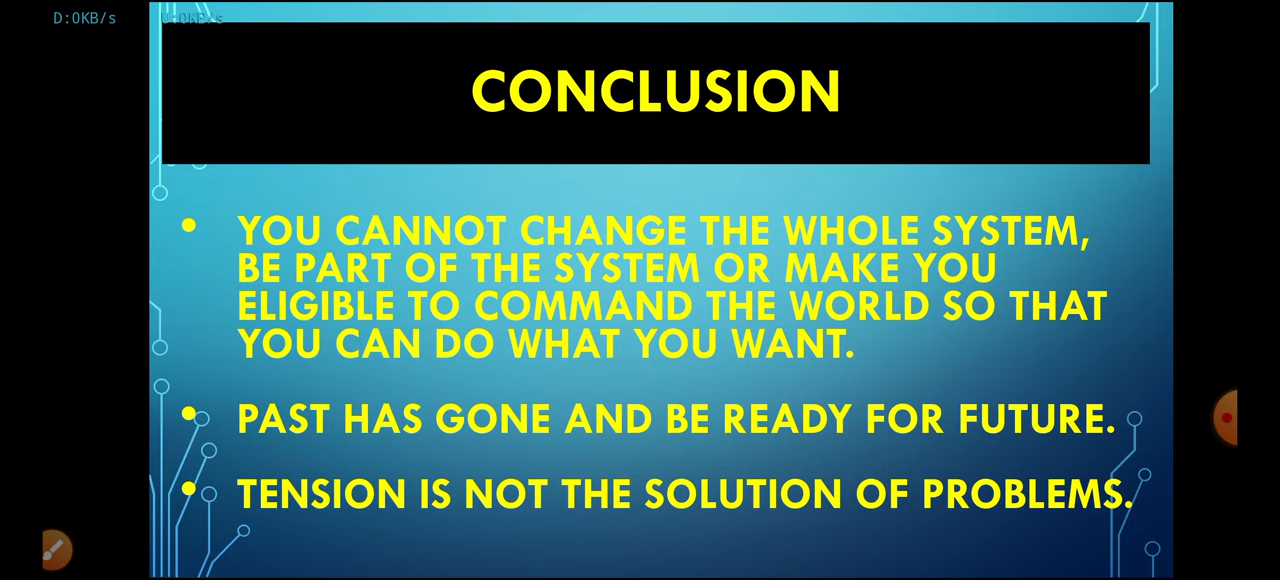 D:0KB/s U:0KB/s
CONCLUSION
• YOU CANNOT CHANGE THE WHOLE SYSTEM,
BE PART OF THE SYSTEM OR MAKE YOU
ELIGIBLE TO COMMAND THE WORLD SO THAT
YOU CAN DO WHAT YOU WANT.
• PAST HAS GONE AND BE READY FOR FUTURE.
• TENSION IS NOT THE SOLUTION OF PROBLEMS.